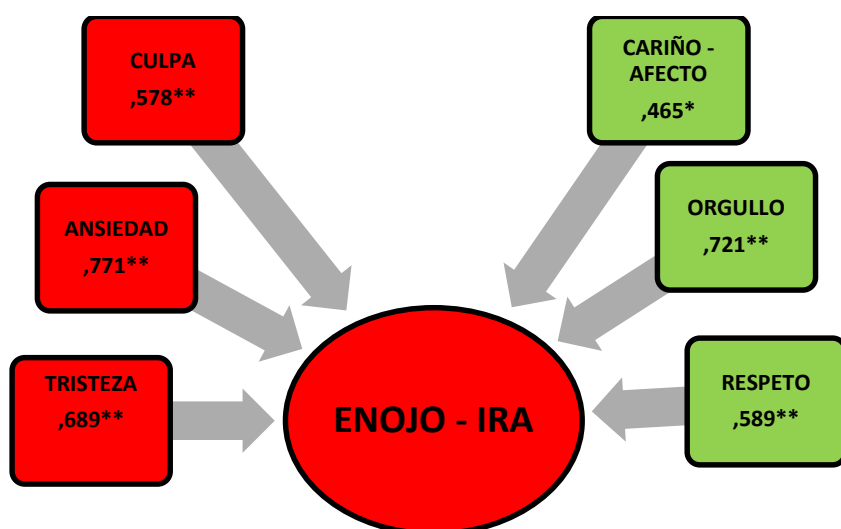 CULPA
,578**
CARIÑO -
AFECTO
,465*
ANSIEDAD
,771**
ORGULLO
,721**
TRISTEZA
,689**
ENOJO - IRA
RESPETO
,589**